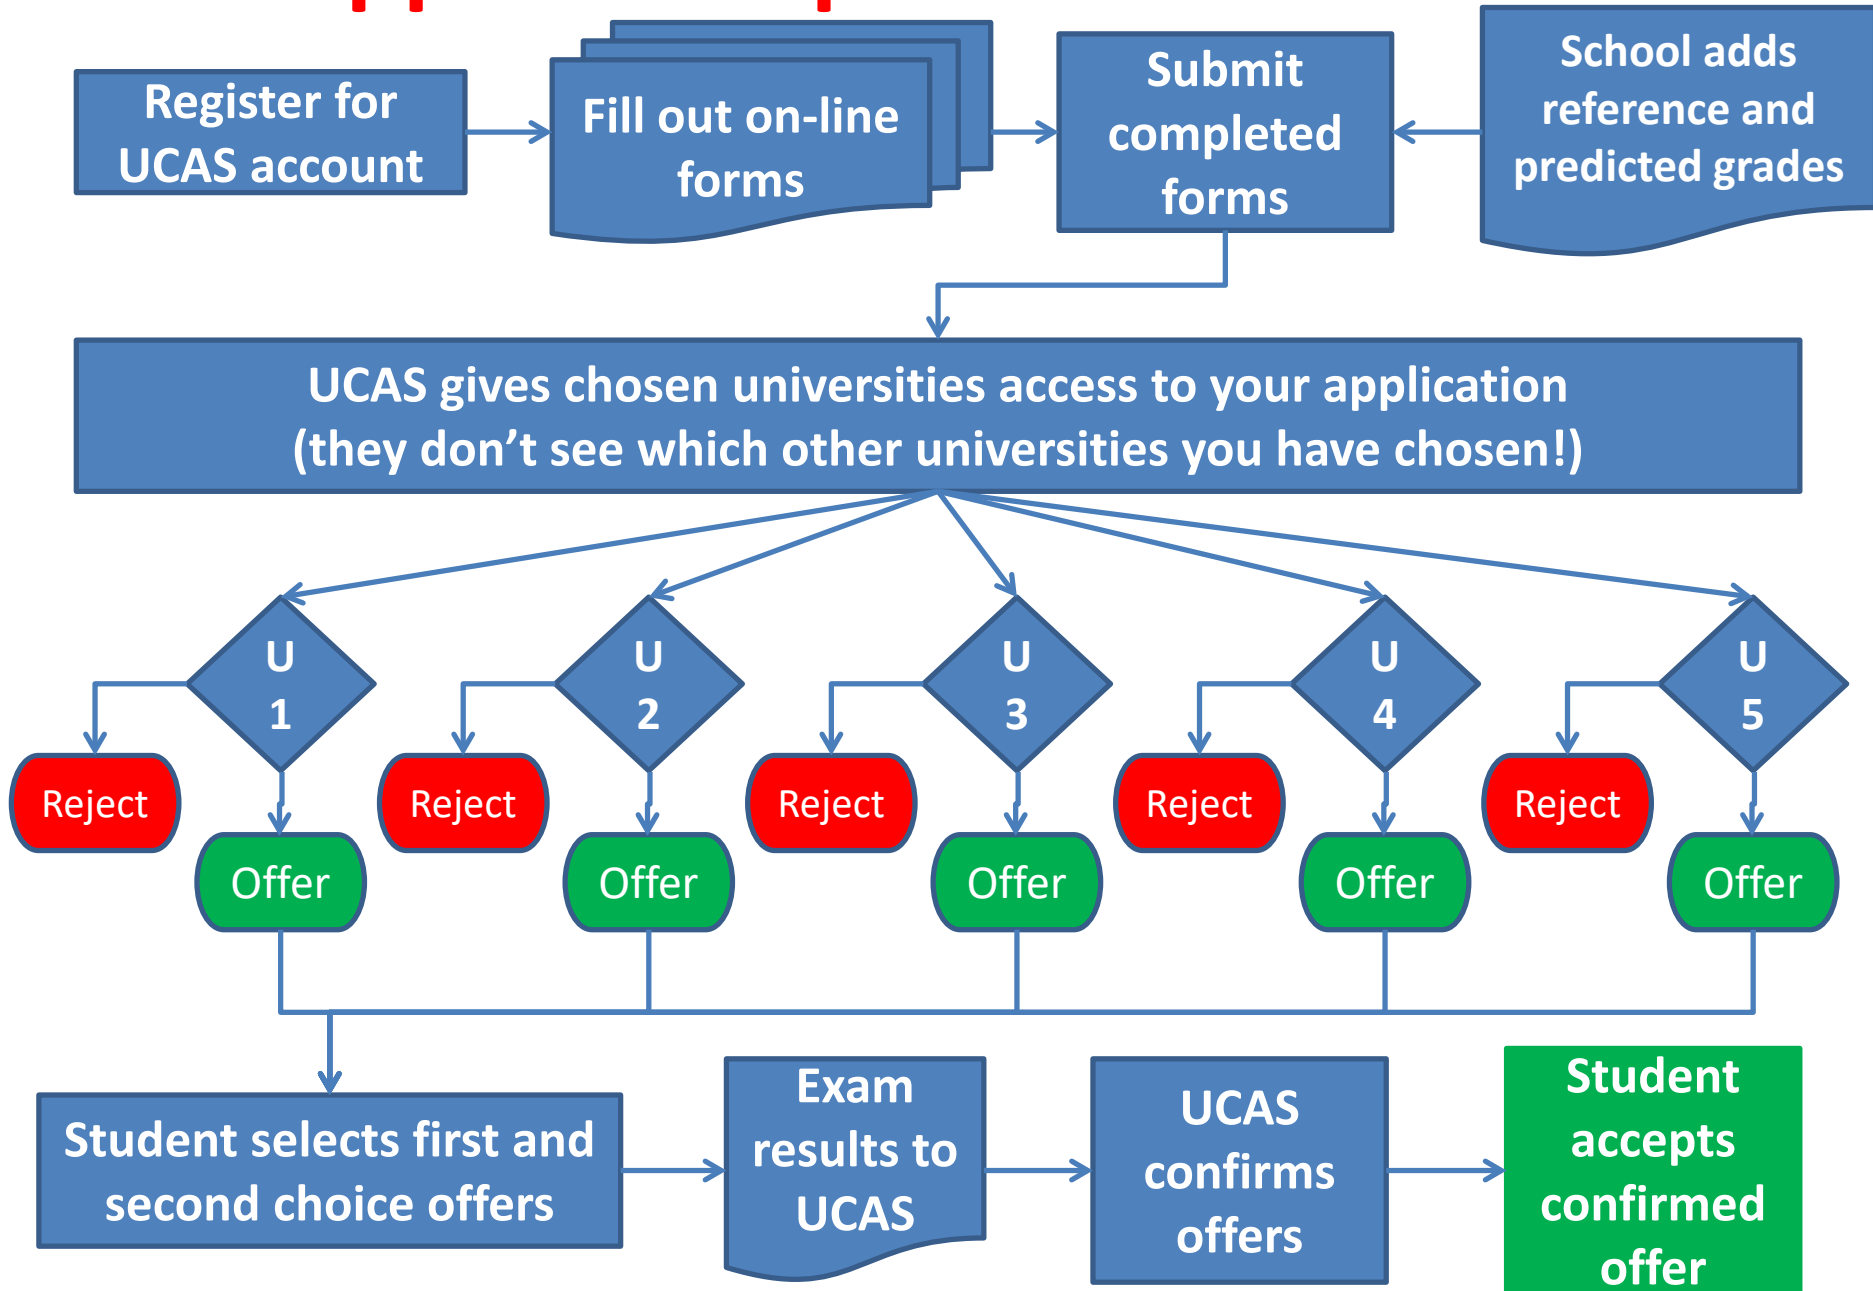 Register for
UCAS account
Fill out on-line
forms
Submit
completed
forms
School adds
reference and
predicted grades
UCAS gives chosen universities access to your application
(they don’t see which other universities you have chosen!)
U
1
U
2
U
3
U
4
U
5
Reject
Reject
Reject
Reject
Reject
Offer
Offer
Offer
Offer
Offer
Student selects first and
second choice offers
Exam
results to
UCAS
UCAS
confirms
offers
Student
accepts
confirmed
offer